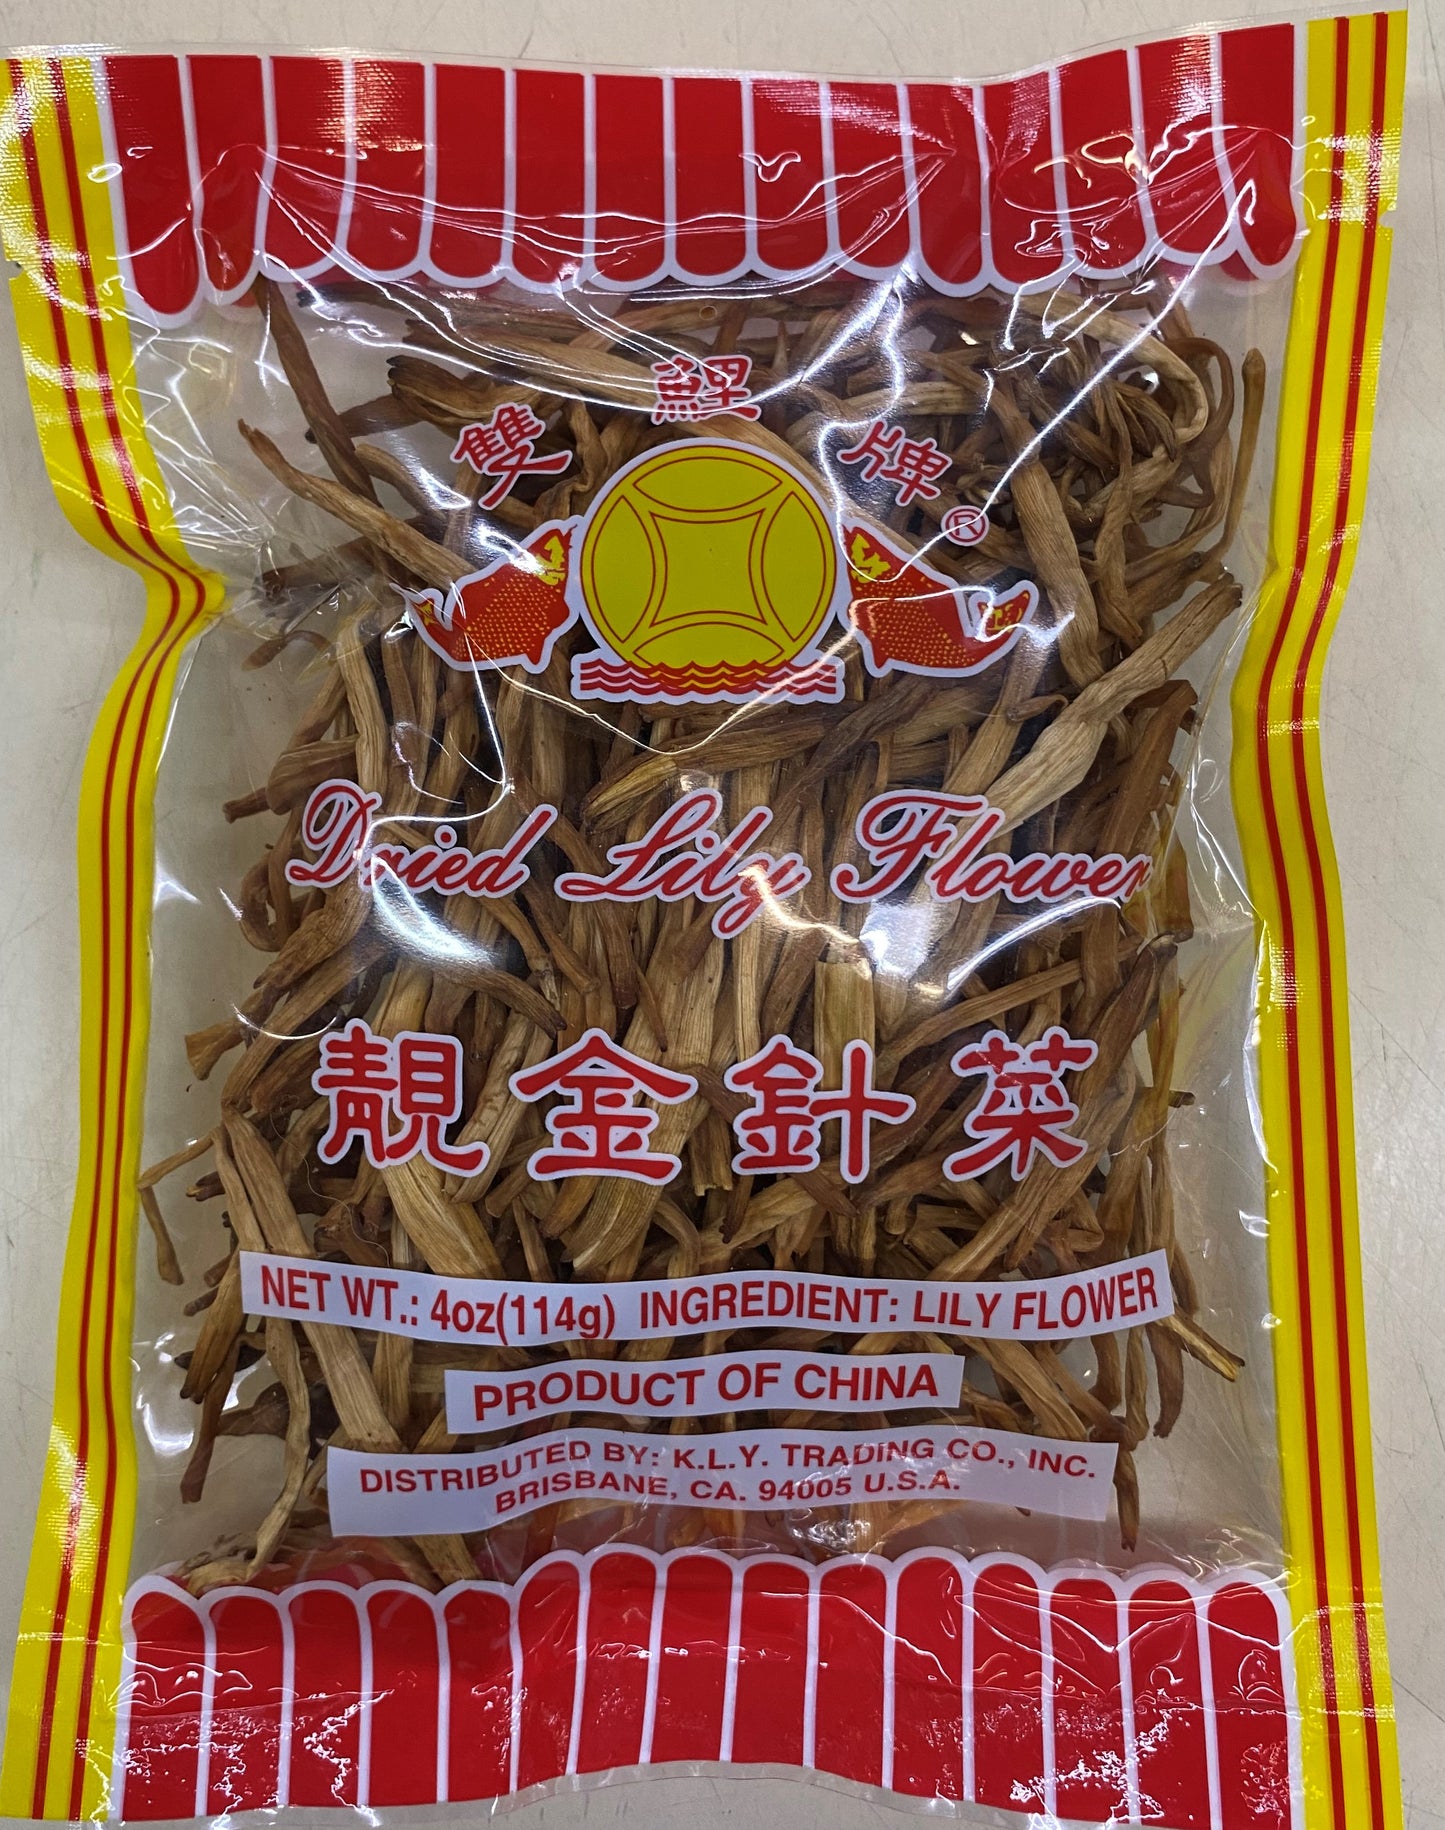 雙鯉牌®
Dried Lily Flower
靚金針菜
NET WT.: 4oz(114g) INGREDIENT: LILY FLOWER
PRODUCT OF CHINA
DISTRIBUTED BY: K.L.Y. TRADING CO., INC.
BRISBANE, CA. 94005 U.S.A.